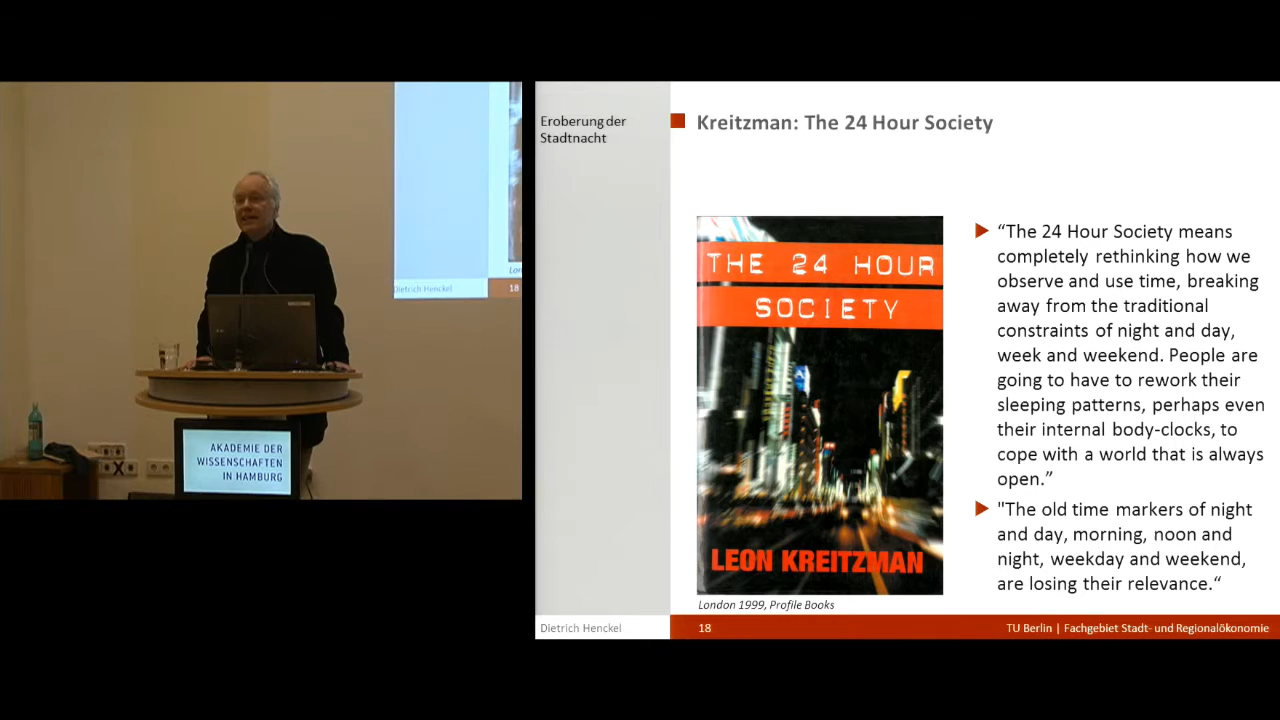 Dietrich Henckel
18
AKADEMIE DER
WISSENSCHAFTEN
IN HAMBURG
Eroberung der
Stadtnacht
Kreitzman: The 24 Hour Society
THE 24 HOUR
SOCIETY
LEON KREITZMAN
London 1999, Profile Books
“The 24 Hour Society means
completely rethinking how we
observe and use time, breaking
away from the traditional
constraints of night and day,
week and weekend. People are
going to have to rework their
sleeping patterns, perhaps even
their internal body-clocks, to
cope with a world that is always
open.”
"The old time markers of night
and day, morning, noon and
night, weekday and weekend,
are losing their relevance.“
Dietrich Henckel
18
TU Berlin | Fachgebiet Stadt- und Regionalökonomie